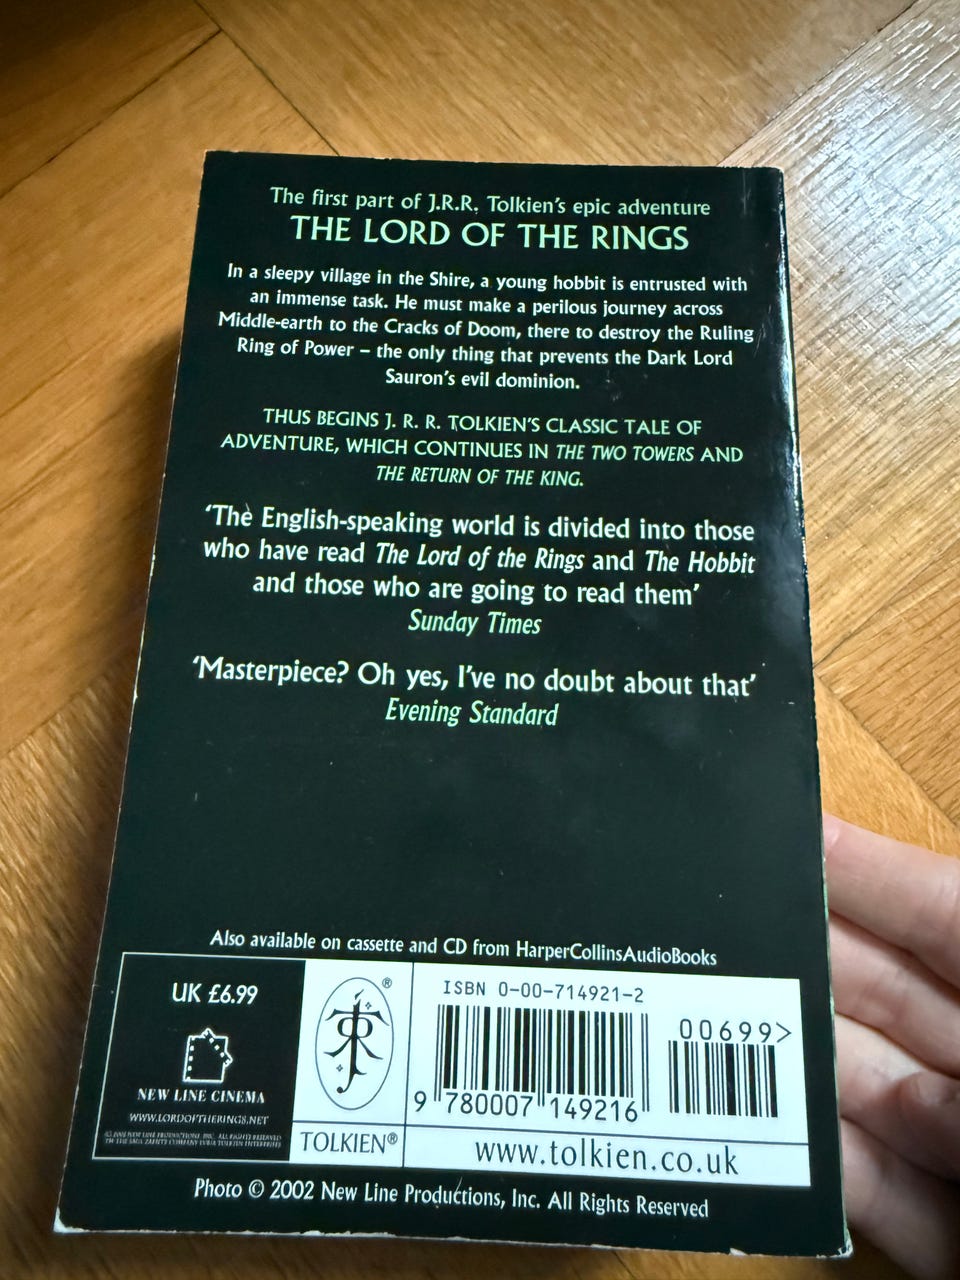 The first part of J.R.R. Tolkien's epic adventure
THE LORD OF THE RINGS
In a sleepy village in the Shire, a young hobbit is entrusted with
an immense task. He must make a perilous journey across
Middle-earth to the Cracks of Doom, there to destroy the Ruling
Ring of Power – the only thing that prevents the Dark Lord
Sauron's evil dominion.
THUS BEGINS J. R. R. TOLKIEN'S CLASSIC TALE OF
ADVENTURE, WHICH CONTINUES IN THE TWO TOWERS AND
THE RETURN OF THE KING.
'The English-speaking world is divided into those
who have read The Lord of the Rings and The Hobbit
and those who are going to read them'
Sunday Times
'Masterpiece? Oh yes, I've no doubt about that'
Evening Standard
Also available on cassette and CD from HarperCollinsAudioBooks
UK £6.99
NEW LINE CINEMA
WWW.LORDOFTHERINGS.NET
®
TOLKIEN®
ISBN 0-00-714921-2
00699>
9 780007 149216
www.tolkien.co.uk
Photo © 2002 New Line Productions, Inc. All Rights Reserved